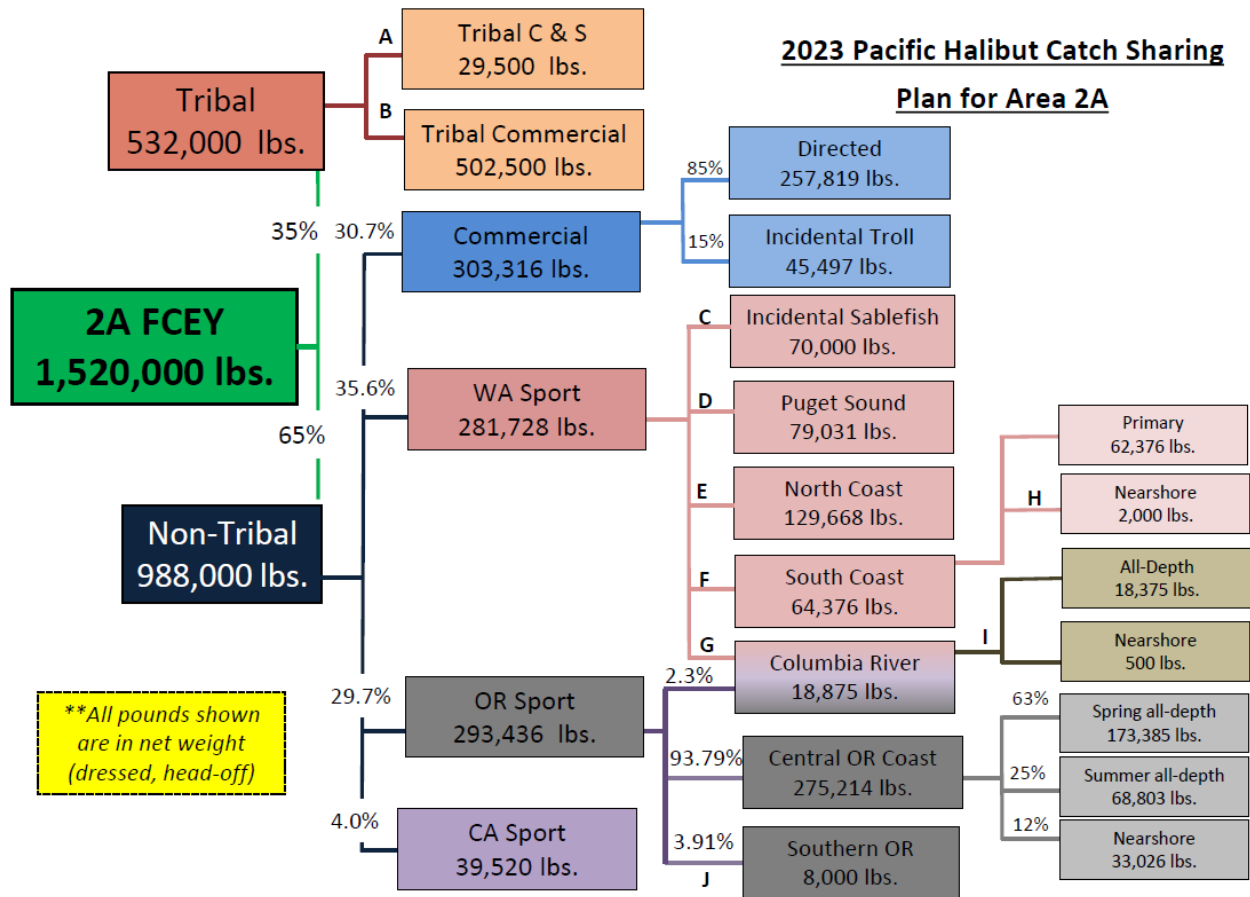 2023 Pacific Halibut Catch Sharing
Plan for Area 2A
A
Tribal C & S
29,500 lbs.
Tribal
532,000 lbs.
B
Tribal Commercial
502,500 lbs.
35%
30.7%
Commercial
303,316 lbs.
85%
Directed
257,819 lbs.
15%
Incidental Troll
45,497 lbs.
2A FCEY
1,520,000 lbs.
65%
35.6%
WA Sport
281,728 lbs.
C
Incidental Sablefish
70,000 lbs.
D
Puget Sound
79,031 lbs.
E
North Coast
129,668 lbs.
F
South Coast
64,376 lbs.
G
Columbia River
18,875 lbs.
Primary
62,376 lbs.
H
Nearshore
2,000 lbs.
I
All-Depth
18,375 lbs.
Nearshore
500 lbs.
Non-Tribal
988,000 lbs.
29.7%
OR Sport
293,436 lbs.
2.3%
93.79%
Central OR Coast
275,214 lbs.
3.91%
J
Southern OR
8,000 lbs.
63%
Spring all-depth
173,385 lbs.
25%
Summer all-depth
68,803 lbs.
12%
Nearshore
33,026 lbs.
4.0%
CA Sport
39,520 lbs.
**All pounds shown
are in net weight
(dressed, head-off)